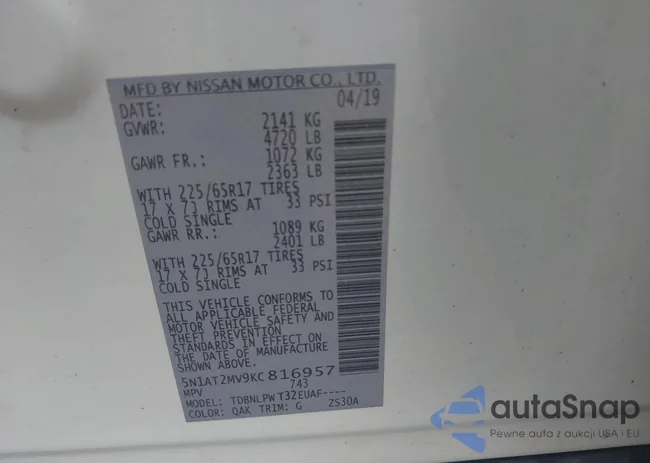 MFD BY NISSAN MOTOR CO., LTD.
DATE: 04/19
GVWR: 2141 KG
4720 LB
GAWR FR.: 1072 KG
2363 LB
WITH 225/65R17 TIRES
17 X 7J RIMS AT 33 PSI
COLD SINGLE
GAWR RR.: 1089 KG
2401 LB
WITH 225/65R17 TIRES
17 X 7J RIMS AT 33 PSI
COLD SINGLE
THIS VEHICLE CONFORMS TO
ALL APPLICABLE FEDERAL
MOTOR VEHICLE SAFETY AND
THEFT PREVENTION
STANDARDS IN EFFECT ON
THE DATE OF MANUFACTURE
SHOWN ABOVE.
5N1AT2MV9KC816957
MPV 743
MODEL: TDBNLPWT32EUAF----
COLOR: QAK TRIM: G ZS30A
autoSnap
Pewne auta z aukcji USA i EU